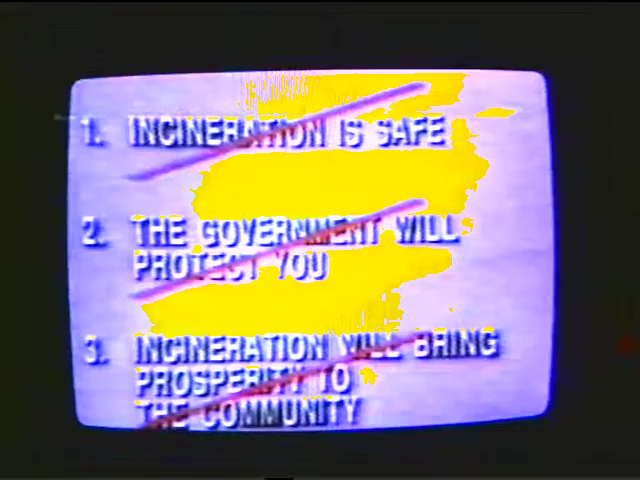 1. INCINERATION IS SAFE
2. THE GOVERNMENT WILL
PROTECT YOU
3. INCINERATION WILL BRING
PROSPERITY TO
THE COMMUNITY